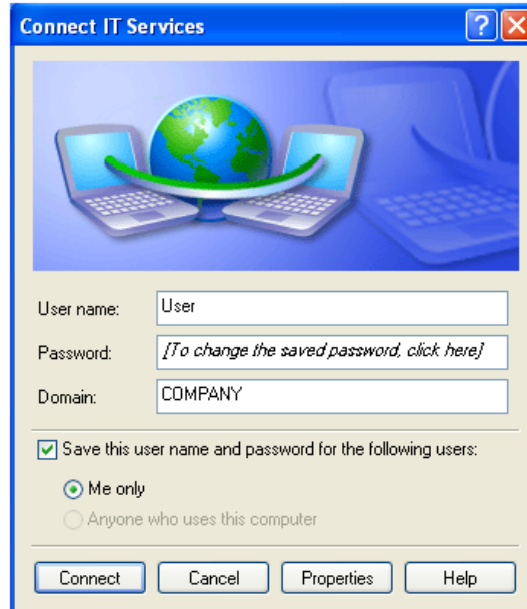 Connect IT Services
User name: User
Password: [To change the saved password, click here]
Domain: COMPANY
Save this user name and password for the following users:
Me only
Anyone who uses this computer
Connect Cancel Properties Help